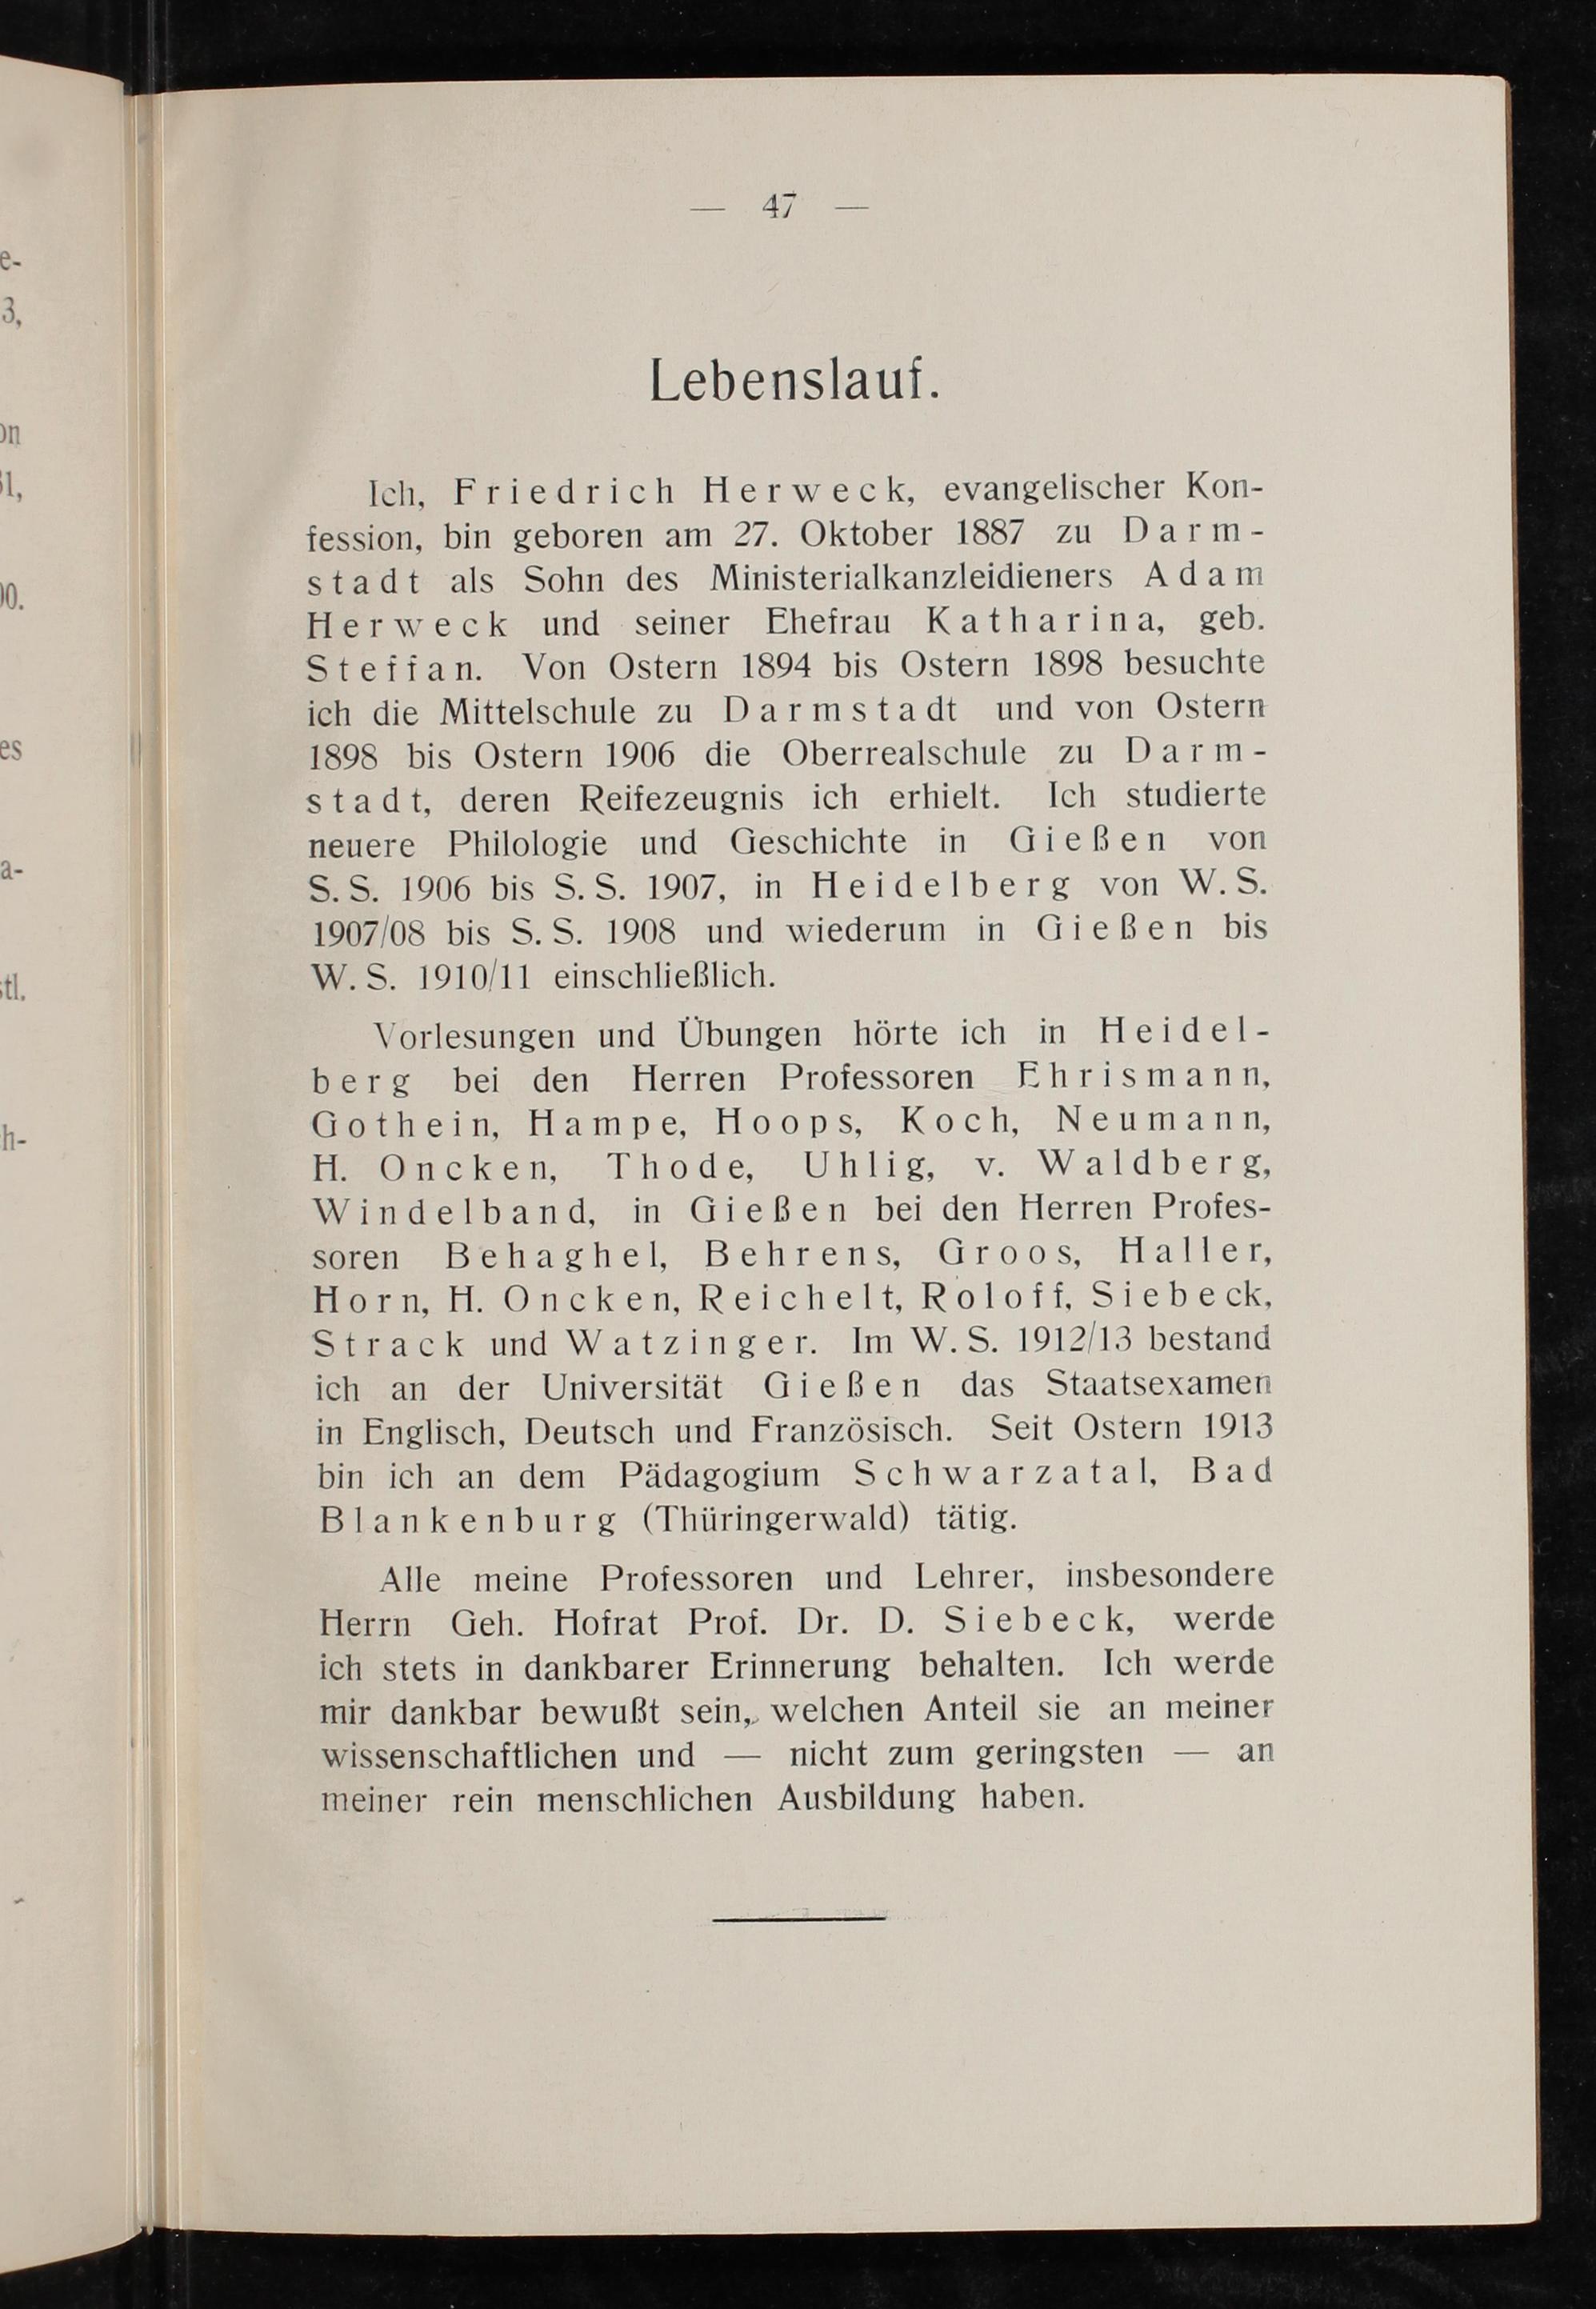 — 47 —
Lebenslauf.
Ich, Friedrich Herweck, evangelischer Kon-
fession, bin geboren am 27. Oktober 1887 zu Darm-
stadt als Sohn des Ministerialkanzleidieners Adam
Herweck und seiner Ehefrau Katharina, geb.
Steffan. Von Ostern 1894 bis Ostern 1898 besuchte
ich die Mittelschule zu Darmstadt und von Ostern
1898 bis Ostern 1906 die Oberrealschule zu Darm-
stadt, deren Reifezeugnis ich erhielt. Ich studierte
neuere Philologie und Geschichte in Gießen von
S. S. 1906 bis S. S. 1907, in Heidelberg von W. S.
1907/08 bis S. S. 1908 und wiederum in Gießen bis
W. S. 1910/11 einschließlich.
Vorlesungen und Übungen hörte ich in Heidel-
berg bei den Herren Professoren Ehrismann,
Gothein, Hampe, Hoops, Koch, Neumann,
H. Oncken, Thode, Uhlig, v. Waldberg,
Windelband, in Gießen bei den Herren Profes-
soren Behaghel, Behrens, Groos, Haller,
Horn, H. Oncken, Reichelt, Roloff, Siebeck,
Strack und Watzinger. Im W. S. 1912/13 bestand
ich an der Universität Gießen das Staatsexamen
in Englisch, Deutsch und Französisch. Seit Ostern 1913
bin ich an dem Pädagogium Schwarzatal, Bad
Blankenburg (Thüringerwald) tätig.
Alle meine Professoren und Lehrer, insbesondere
Herrn Geh. Hofrat Prof. Dr. D. Siebeck, werde
ich stets in dankbarer Erinnerung behalten. Ich werde
mir dankbar bewußt sein, welchen Anteil sie an meiner
wissenschaftlichen und — nicht zum geringsten — an
meiner rein menschlichen Ausbildung haben.